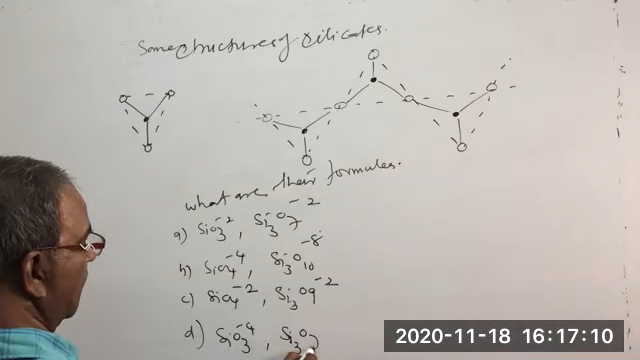 Some structures of silicates.
what are their formulas.
a) SiO3^-2, Si3O7^-2
b) SiO4^-4, Si3O10^-8
c) SiO4^-2, Si3O9^-2
d) SiO3^-4, Si3O
2020-11-18 16:17:10